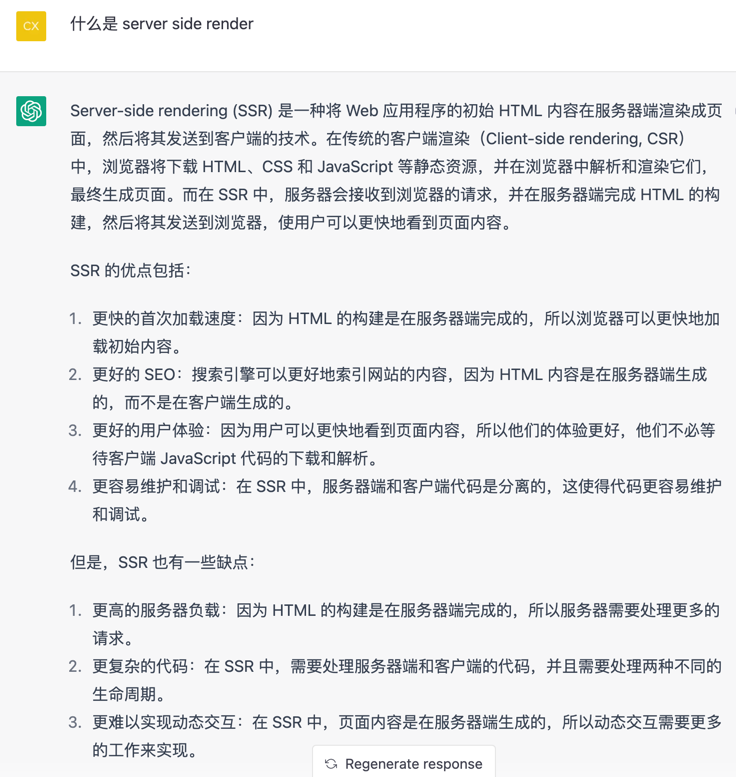 CX
什么是 server side render
Server-side rendering (SSR) 是一种将 Web 应用程序的初始 HTML 内容在服务器端渲染成页
面，然后将其发送到客户端的技术。在传统的客户端渲染（Client-side rendering, CSR）
中，浏览器将下载 HTML、CSS 和 JavaScript 等静态资源，并在浏览器中解析和渲染它们，
最终生成页面。而在 SSR 中，服务器会接收到浏览器的请求，并在服务器端完成 HTML 的构
建，然后将其发送到浏览器，使用户可以更快地看到页面内容。
SSR 的优点包括：
1. 更快的首次加载速度：因为 HTML 的构建是在服务器端完成的，所以浏览器可以更快地加
载初始内容。
2. 更好的 SEO：搜索引擎可以更好地索引网站的内容，因为 HTML 内容是在服务器端生成
的，而不是在客户端生成的。
3. 更好的用户体验：因为用户可以更快地看到页面内容，所以他们的体验更好，他们不必等
待客户端 JavaScript 代码的下载和解析。
4. 更容易维护和调试：在 SSR 中，服务器端和客户端代码是分离的，这使得代码更容易维护
和调试。
但是，SSR 也有一些缺点：
1. 更高的服务器负载：因为 HTML 的构建是在服务器端完成的，所以服务器需要处理更多的
请求。
2. 更复杂的代码：在 SSR 中，需要处理服务器端和客户端的代码，并且需要处理两种不同的
生命周期。
3. 更难以实现动态交互：在 SSR 中，页面内容是在服务器端生成的，所以动态交互需要更多
的工作来实现。
Regenerate response